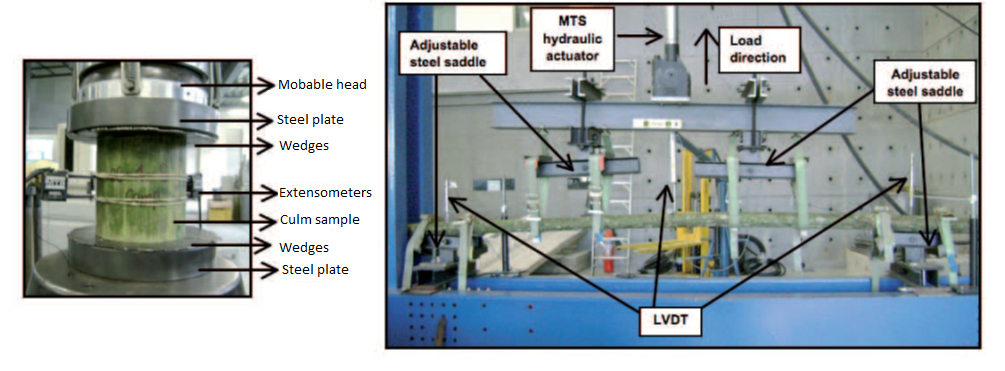 Mobable head
Steel plate
Wedges
Extensometers
Culm sample
Wedges
Steel plate
Adjustable
steel saddle
MTS
hydraulic
actuator
Load
direction
Adjustable
steel saddle
LVDT